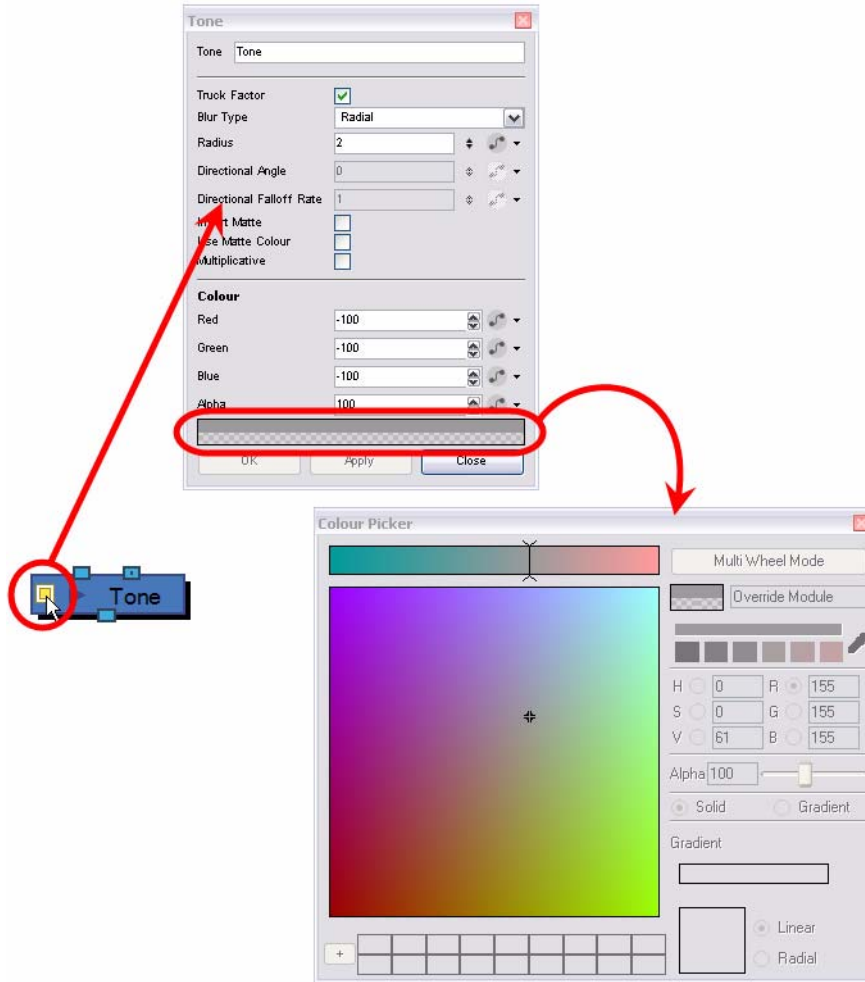 Tone
Tone Tone
Truck Factor
Blur Type Radial
Radius 2
Directional Angle 0
Directional Falloff Rate 1
Invert Matte
Use Matte Colour
Multiplicative
Colour
Red -100
Green -100
Blue -100
Alpha 100
OK Apply Close
Tone
Colour Picker
Multi Wheel Mode
Override Module
H 0 R 155
S 0 G 155
V 61 B 155
Alpha 100
Solid Gradient
Gradient
+
Linear
Radial